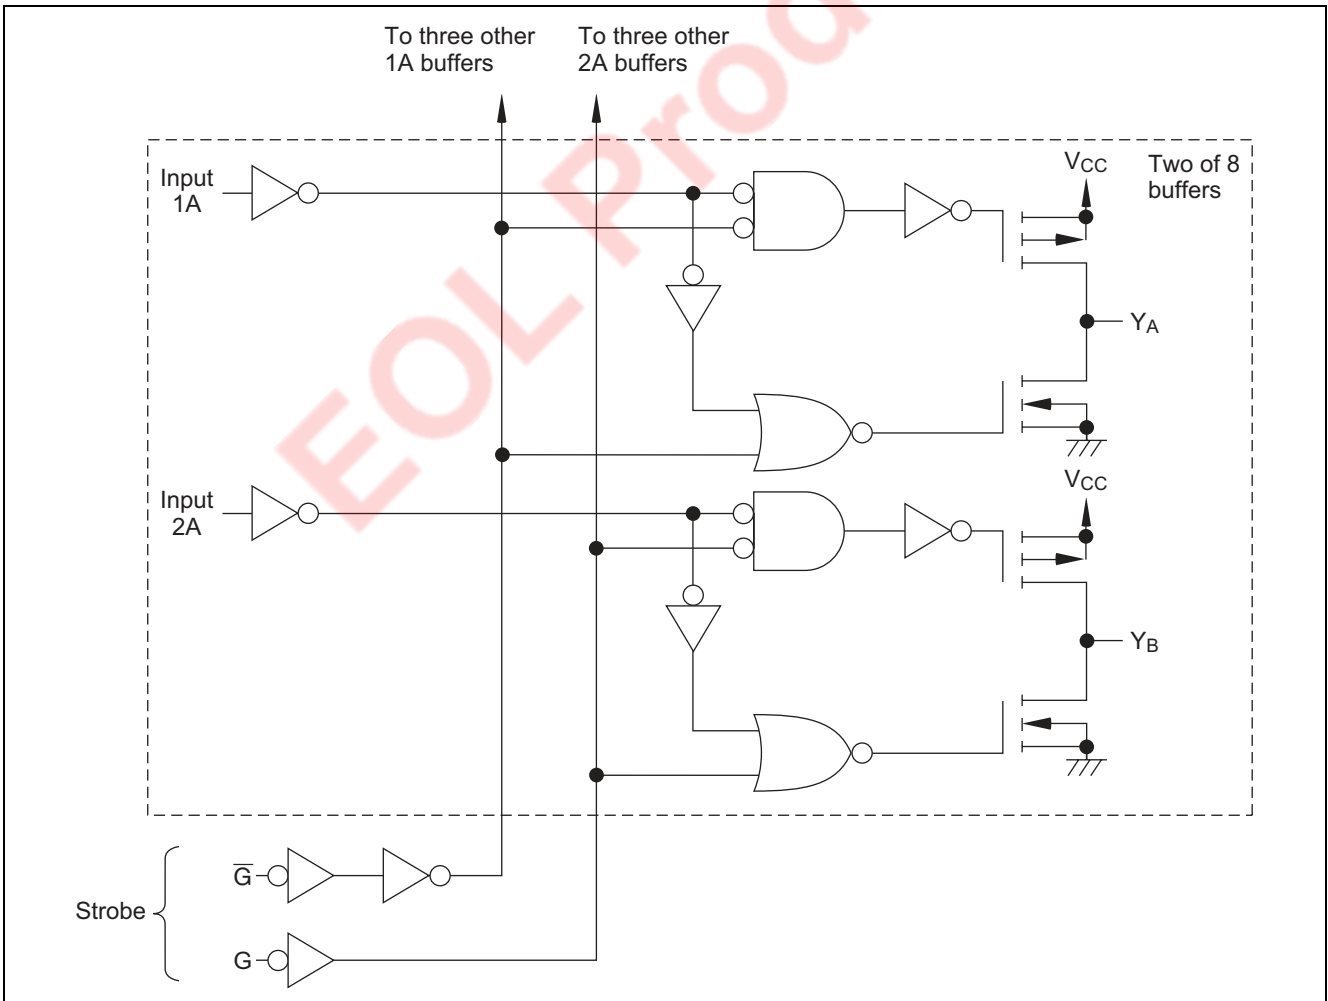 EOL Prod
To three other
1A buffers
To three other
2A buffers
Input
1A
VCC
Two of 8
buffers
YA
Input
2A
VCC
YB
G̅
Strobe
G